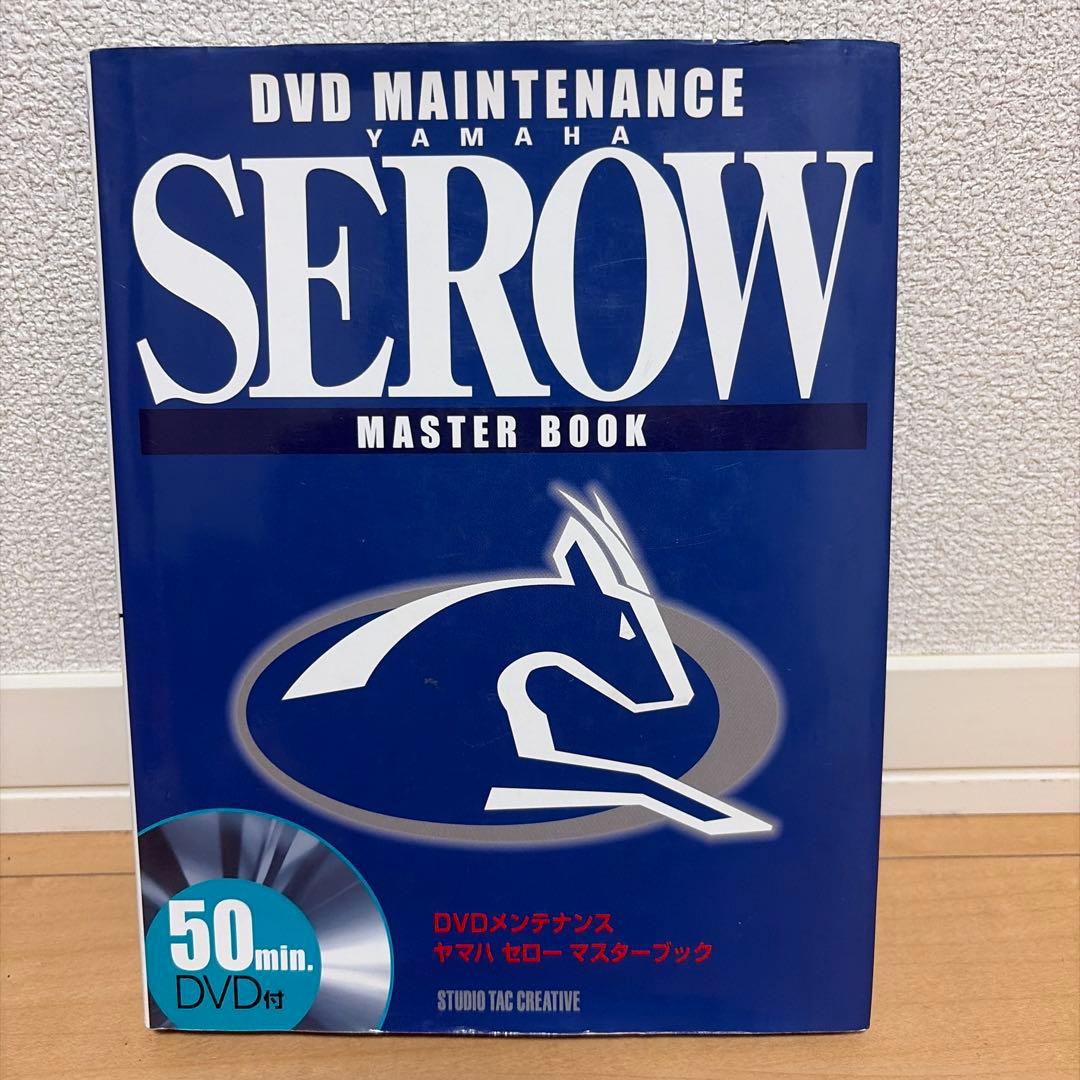 DVD MAINTENANCE
YAMAHA
SEROW
MASTER BOOK
50min.
DVD付
DVDメンテナンス
ヤマハ セロー マスターブック
STUDIO TAC CREATIVE